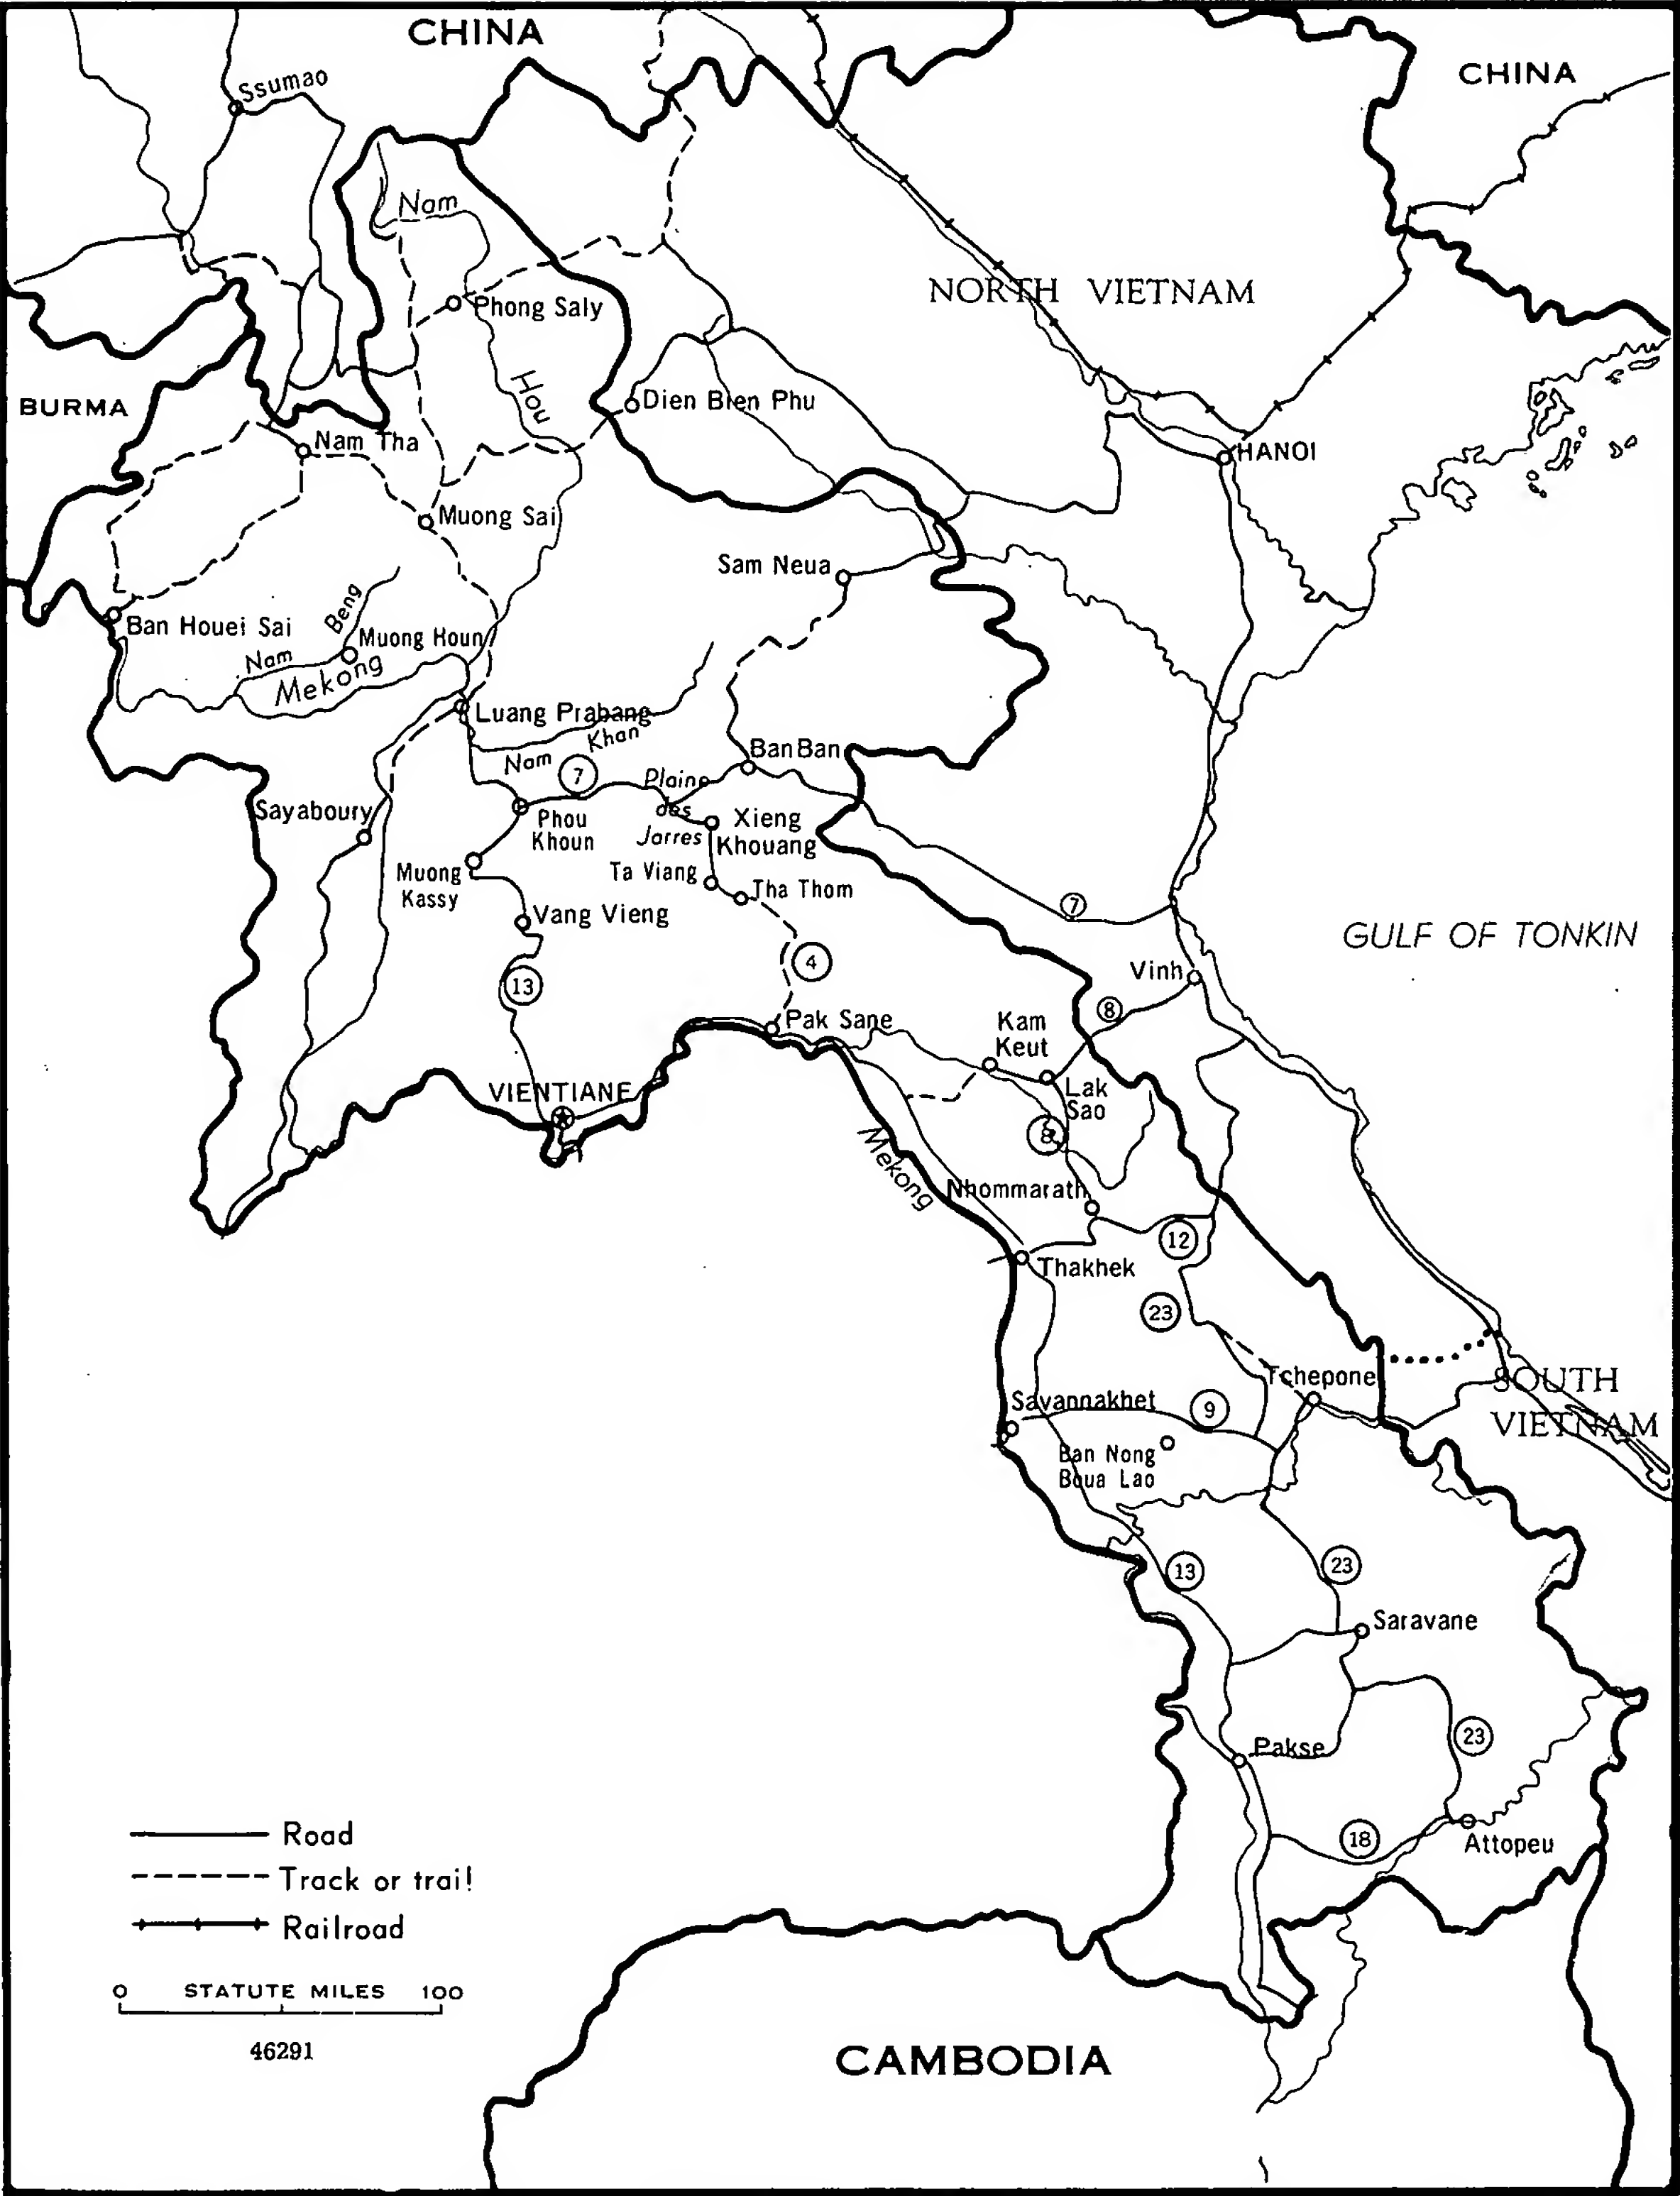 CHINA
CHINA
Ssumao
Nam
NORTH VIETNAM
Phong Saly
Hou
BURMA
Dien Bien Phu
Nam Tha
HANOI
Muong Sai
Sam Neua
Ban Houei Sai
Beng
Muong Houn
Nam
Mekong
Luang Prabang
Khan
Nam
7
BanBan
Plaine
des
Jarres
Sayaboury
Phou
Khoun
Xieng
Khouang
Muong
Kassy
Ta Viang
Tha Thom
Vang Vieng
7
GULF OF TONKIN
4
13
Vinh
8
Pak Sane
Kam
Keut
VIENTIANE
Lak
Sao
8
Mekong
Nhommarath
12
Thakhek
23
Tchepone
SOUTH
VIETNAM
Savannakhet
9
Ban Nong
Boua Lao
13
23
Saravane
Pakse
23
18
Attopeu
Road
Track or trail
Railroad
0 STATUTE MILES 100
46291
CAMBODIA